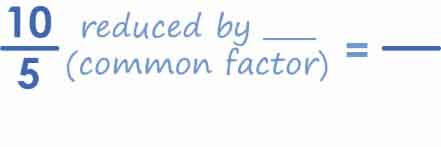 10/5 reduced by ___ (common factor) = ___